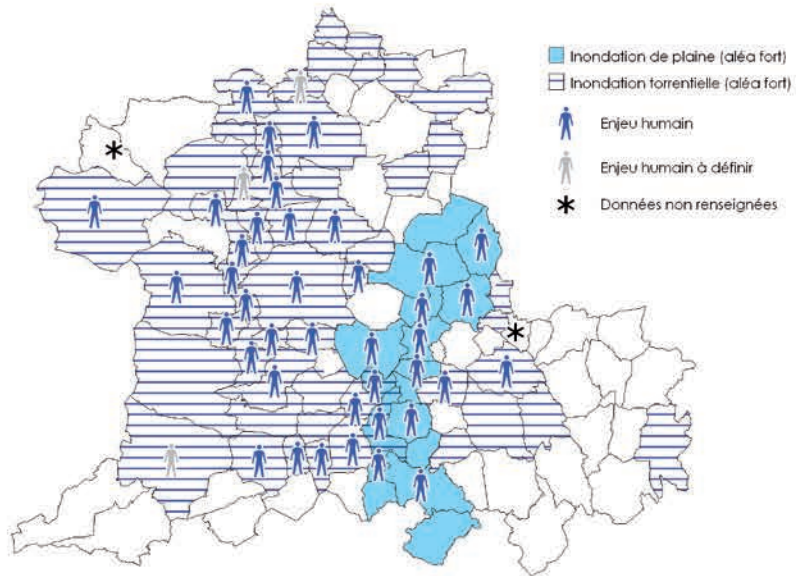 Inondation de plaine (aléa fort)
Inondation torrentielle (aléa fort)
Enjeu humain
Enjeu humain à définir
Données non renseignées